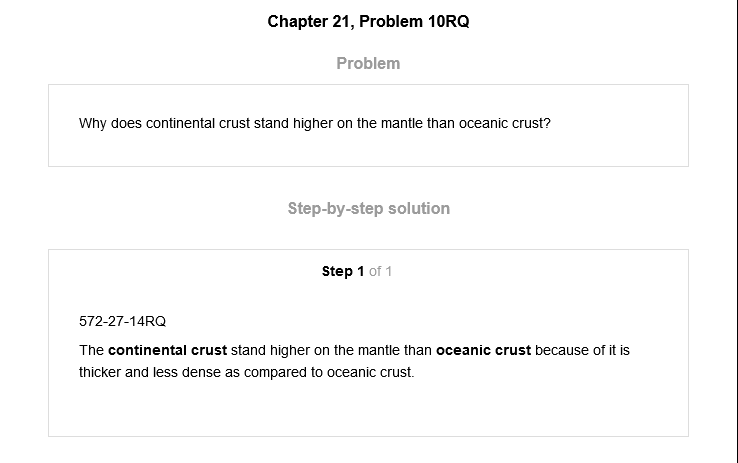 Chapter 21, Problem 10RQ
Problem
Why does continental crust stand higher on the mantle than oceanic crust?
Step-by-step solution
Step 1 of 1
572-27-14RQ
The continental crust stand higher on the mantle than oceanic crust because of it is
thicker and less dense as compared to oceanic crust.